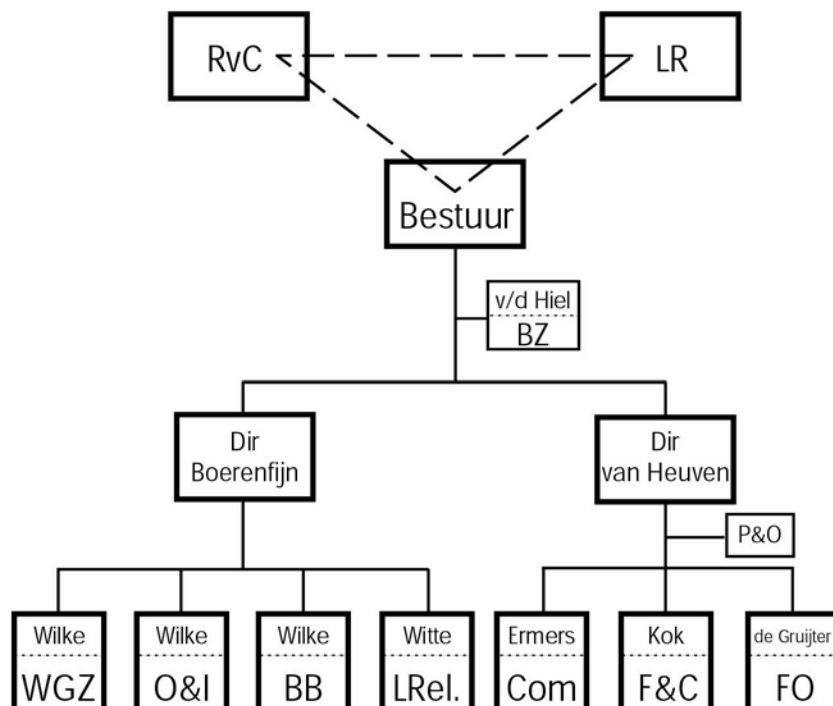 RvC
LR
Bestuur
v/d Hiel
BZ
Dir
Boerenfijn
Dir
van Heuven
P&O
Wilke
WGZ
Wilke
O&I
Wilke
BB
Witte
LRel.
Ermers
Com
Kok
F&C
de Gruijter
FO